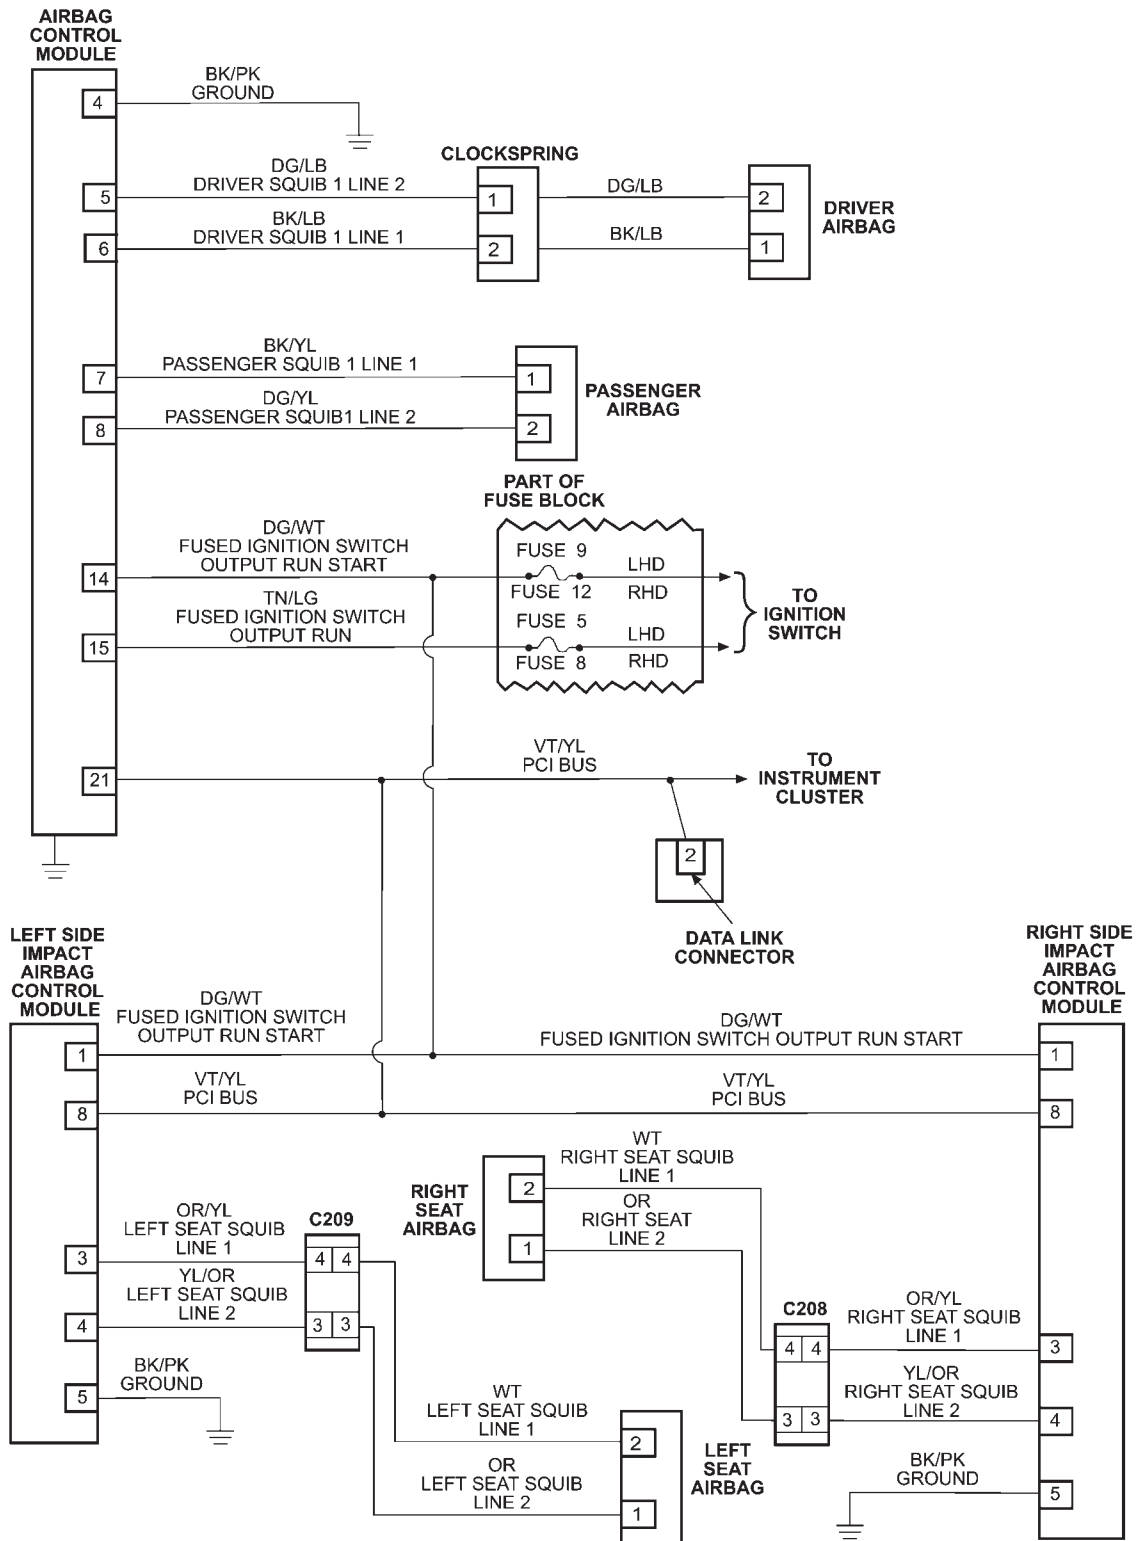 AIRBAG
CONTROL
MODULE
4
BK/PK
GROUND
5
DG/LB
DRIVER SQUIB 1 LINE 2
6
BK/LB
DRIVER SQUIB 1 LINE 1
CLOCKSPRING
1
2
DG/LB
BK/LB
2
1
DRIVER
AIRBAG
7
BK/YL
PASSENGER SQUIB 1 LINE 1
8
DG/YL
PASSENGER SQUIB1 LINE 2
1
2
PASSENGER
AIRBAG
PART OF
FUSE BLOCK
14
DG/WT
FUSED IGNITION SWITCH
OUTPUT RUN START
FUSE 9
LHD
FUSE 12
RHD
15
TN/LG
FUSED IGNITION SWITCH
OUTPUT RUN
FUSE 5
LHD
FUSE 8
RHD
TO
IGNITION
SWITCH
21
VT/YL
PCI BUS
TO
INSTRUMENT
CLUSTER
2
DATA LINK
CONNECTOR
LEFT SIDE
IMPACT
AIRBAG
CONTROL
MODULE
RIGHT SIDE
IMPACT
AIRBAG
CONTROL
MODULE
1
DG/WT
FUSED IGNITION SWITCH
OUTPUT RUN START
DG/WT
FUSED IGNITION SWITCH OUTPUT RUN START
1
8
VT/YL
PCI BUS
VT/YL
PCI BUS
8
RIGHT
SEAT
AIRBAG
2
WT
RIGHT SEAT SQUIB
LINE 1
1
OR
RIGHT SEAT
LINE 2
3
OR/YL
LEFT SEAT SQUIB
LINE 1
4
YL/OR
LEFT SEAT SQUIB
LINE 2
C209
4 4
3 3
5
BK/PK
GROUND
C208
4 4
3 3
OR/YL
RIGHT SEAT SQUIB
LINE 1
3
YL/OR
RIGHT SEAT SQUIB
LINE 2
4
BK/PK
GROUND
5
WT
LEFT SEAT SQUIB
LINE 1
2
OR
LEFT SEAT SQUIB
LINE 2
1
LEFT
SEAT
AIRBAG